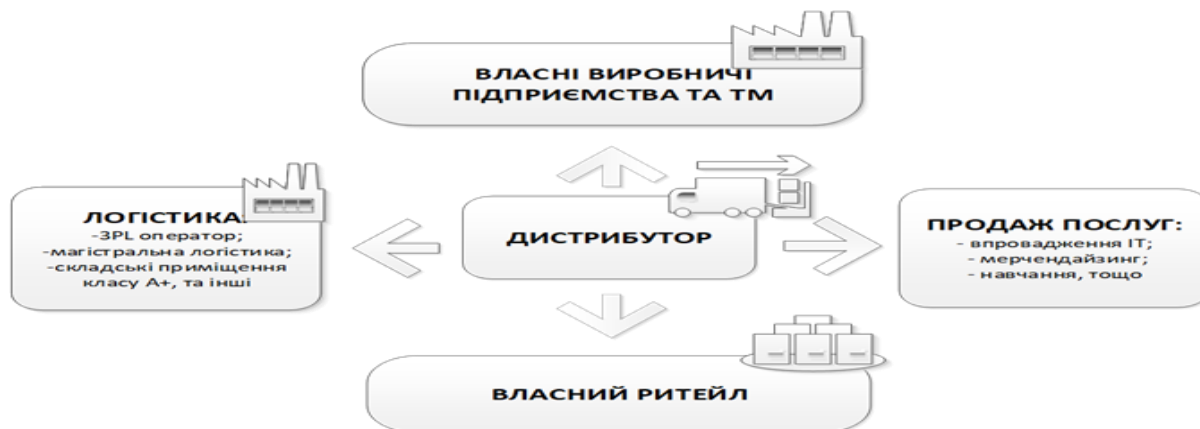 ВЛАСНІ ВИРОБНИЧІ
ПІДПРИЄМСТВА ТА ТМ
ЛОГІСТИКА:
-3PL оператор;
-магістральна логістика;
-складські приміщення
класу А+, та інші
ДИСТРИБУТОР
ПРОДАЖ ПОСЛУГ:
- впровадження ІТ;
- мерчендайзинг;
- навчання, тощо
ВЛАСНИЙ РИТЕЙЛ